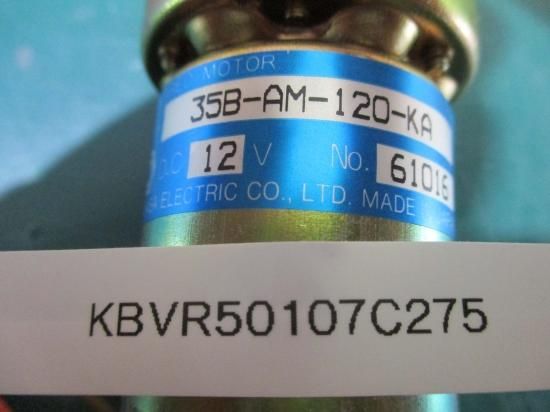 MOTOR
35B-AM-120-KA
D.C 12 V No. 61016
ELECTRIC CO., LTD. MADE
KBVR50107C275